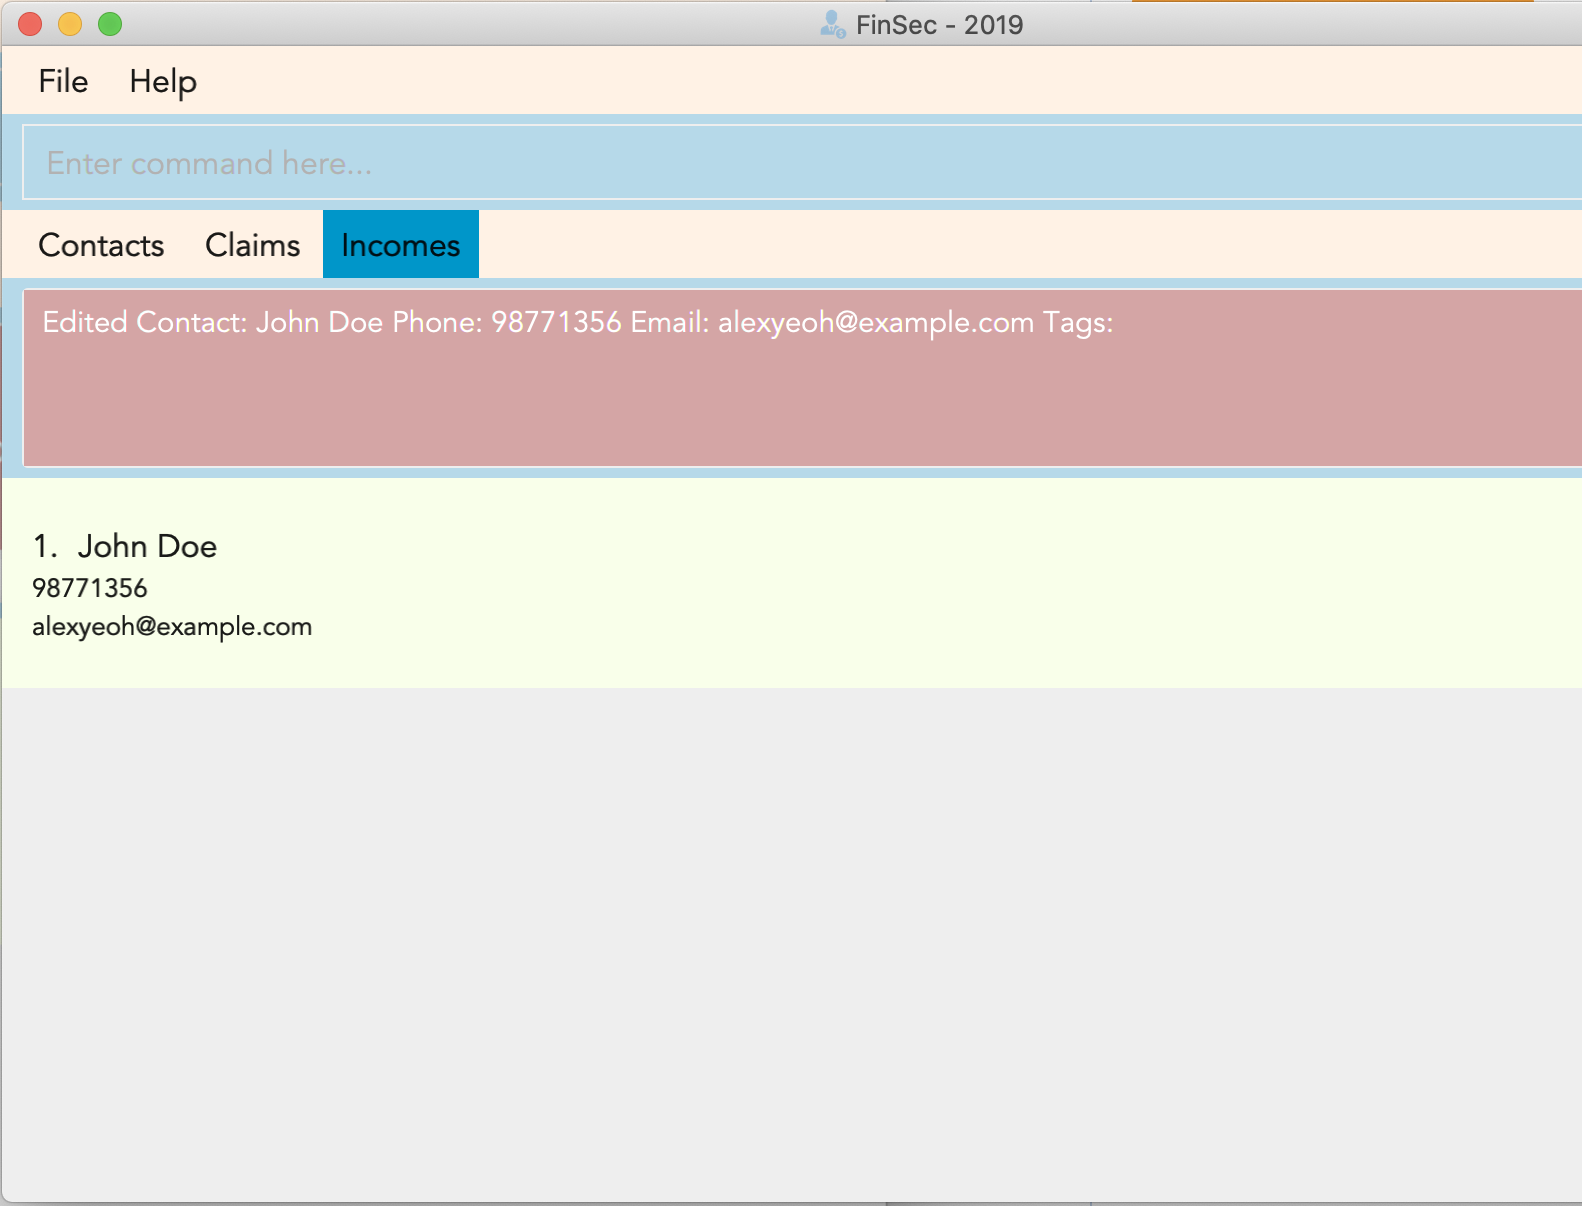 FinSec - 2019
File Help
Enter command here...
Contacts Claims Incomes
Edited Contact: John Doe Phone: 98771356 Email: alexyeoh@example.com Tags:
1. John Doe
98771356
alexyeoh@example.com